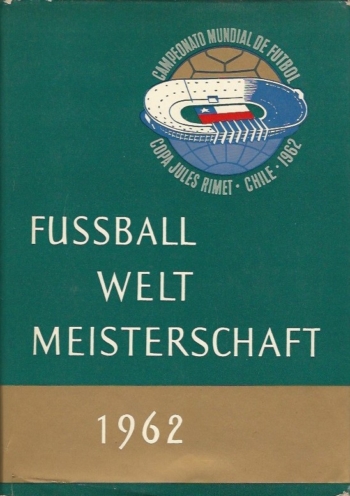 CAMPEONATO MUNDIAL DE FUTBOL
COPA JULES RIMET · CHILE · 1962
FUSSBALL
WELT
MEISTERSCHAFT
1962